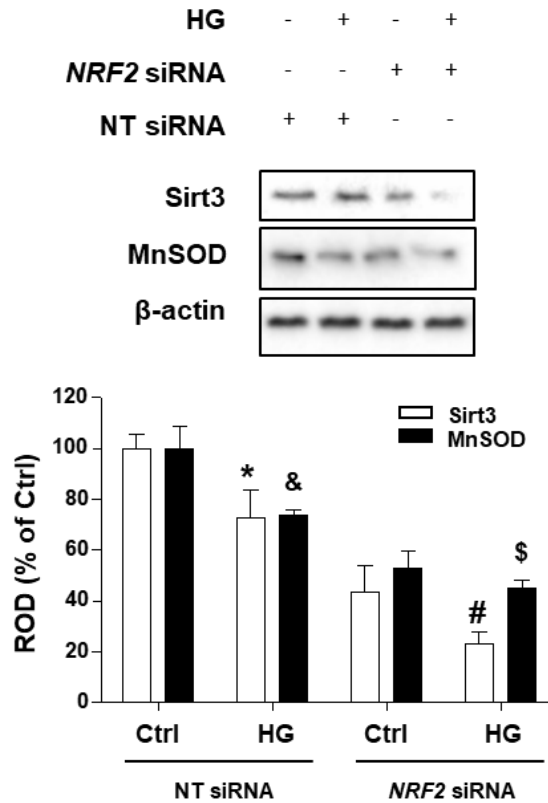 HG - + - +
NRF2 siRNA - - + +
NT siRNA + + - -
Sirt3
MnSOD
β-actin
120
100
80
60
40
20
0
ROD (% of Ctrl)
Sirt3
MnSOD
* &
# $
Ctrl HG Ctrl HG
NT siRNA NRF2 siRNA